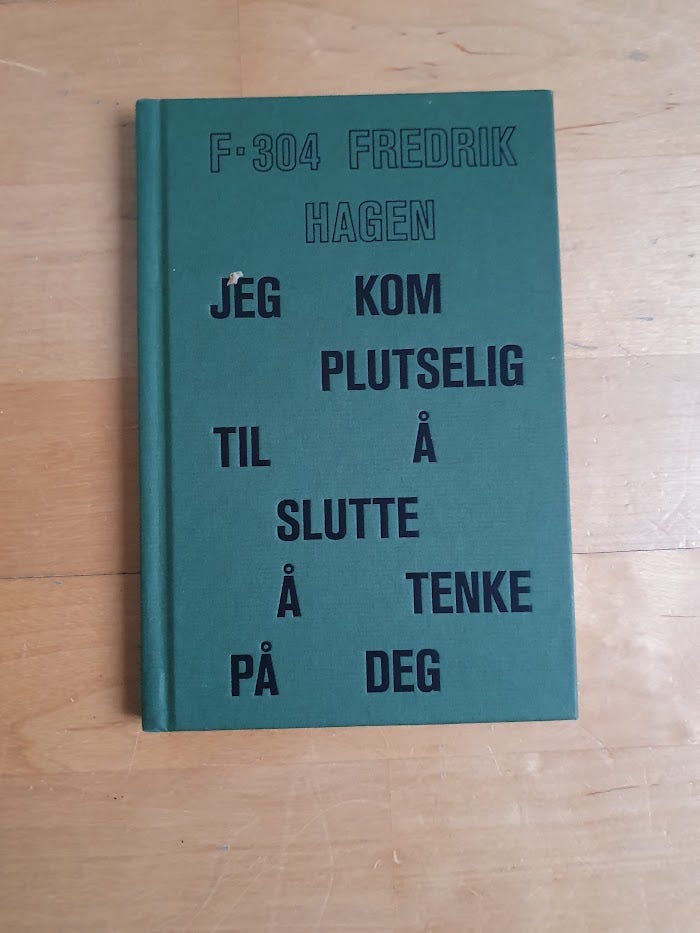 F·304 FREDRIK
HAGEN
JEG KOM
PLUTSELIG
TIL Å
SLUTTE
Å TENKE
PÅ DEG